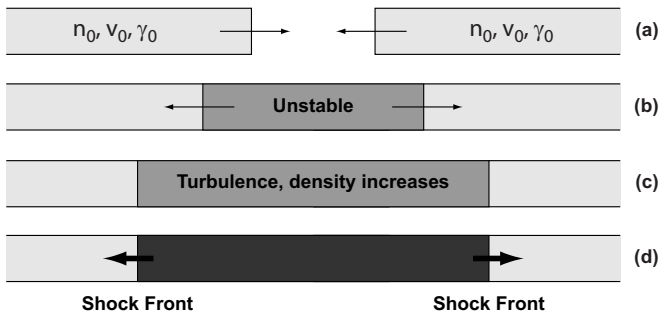 n₀, v₀, γ₀ n₀, v₀, γ₀ (a)
Unstable (b)
Turbulence, density increases (c)
(d)
Shock Front Shock Front